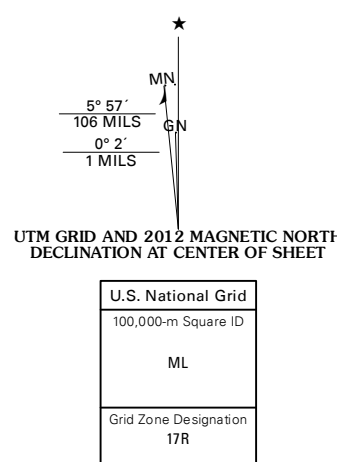 MN
5° 57´
106 MILS
GN
0° 2´
1 MILS
UTM GRID AND 2012 MAGNETIC NORTH
DECLINATION AT CENTER OF SHEET
U.S. National Grid
100,000-m Square ID
ML
Grid Zone Designation
17R